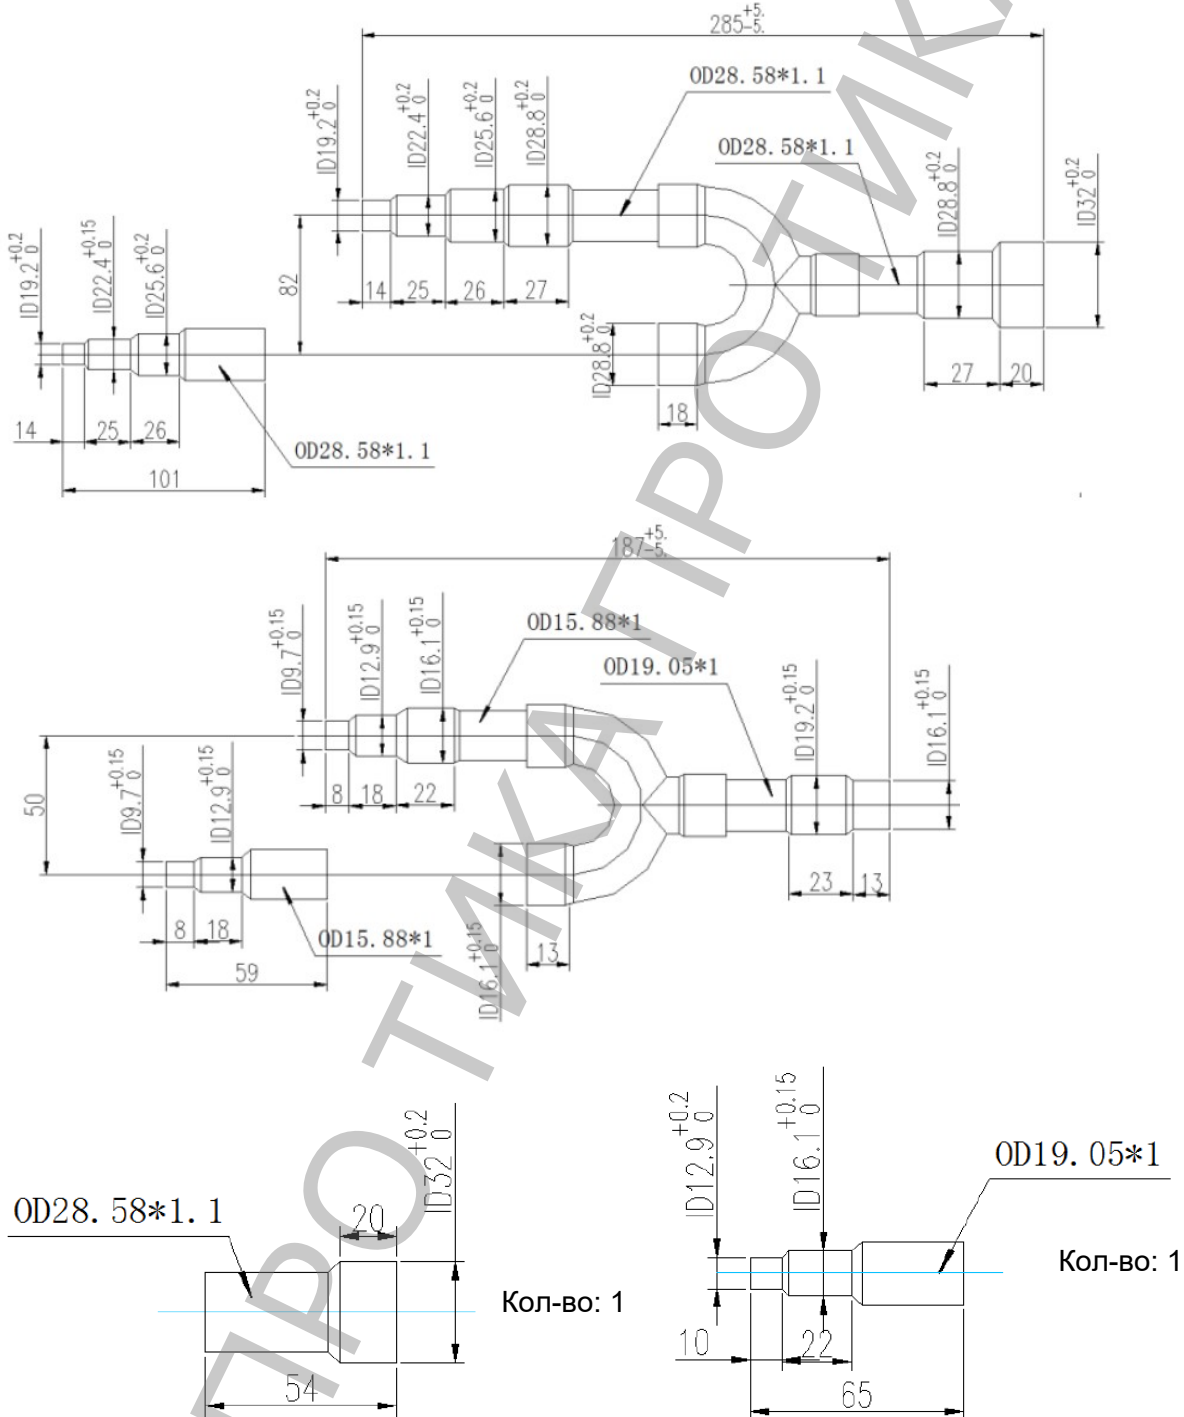 285+5.-5.
OD28.58*1.1
OD28.58*1.1
ID19.2+0.2 0
ID22.4+0.2 0
ID25.6+0.2 0
ID28.8+0.2 0
ID28.8+0.2 0
ID32+0.2 0
ID19.2+0.2 0
ID22.4+0.15 0
ID25.6+0.2 0
82
14 25 26 27
ID28.8+0.2 0
27 20
18
14 25 26
OD28.58*1.1
101
187+5.-5.
OD15.88*1
OD19.05*1
ID9.7+0.15 0
ID12.9+0.15 0
ID16.1+0.15 0
ID19.2+0.15 0
ID16.1+0.15 0
50
ID9.7+0.15 0
ID12.9+0.15 0
8 18 22
23 13
8 18
OD15.88*1
ID16.1+0.15 0
13
59
ID32+0.2 0
OD28.58*1.1
20
Кол-во: 1
54
ID12.9+0.2 0
ID16.1+0.15 0
OD19.05*1
Кол-во: 1
10 22
65
ПРО ТИКА ПРО ТИКА